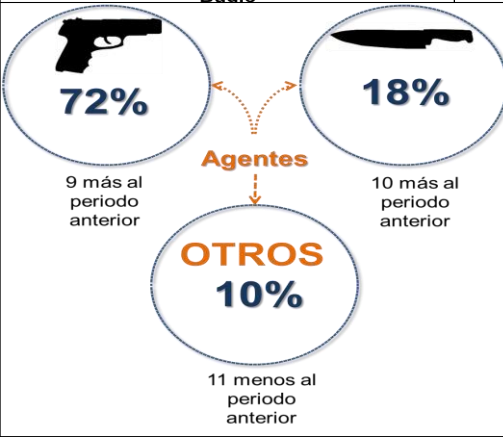 72%
18%
Agentes
9 más al
periodo
anterior
10 más al
periodo
anterior
OTROS
10%
11 menos al
periodo
anterior